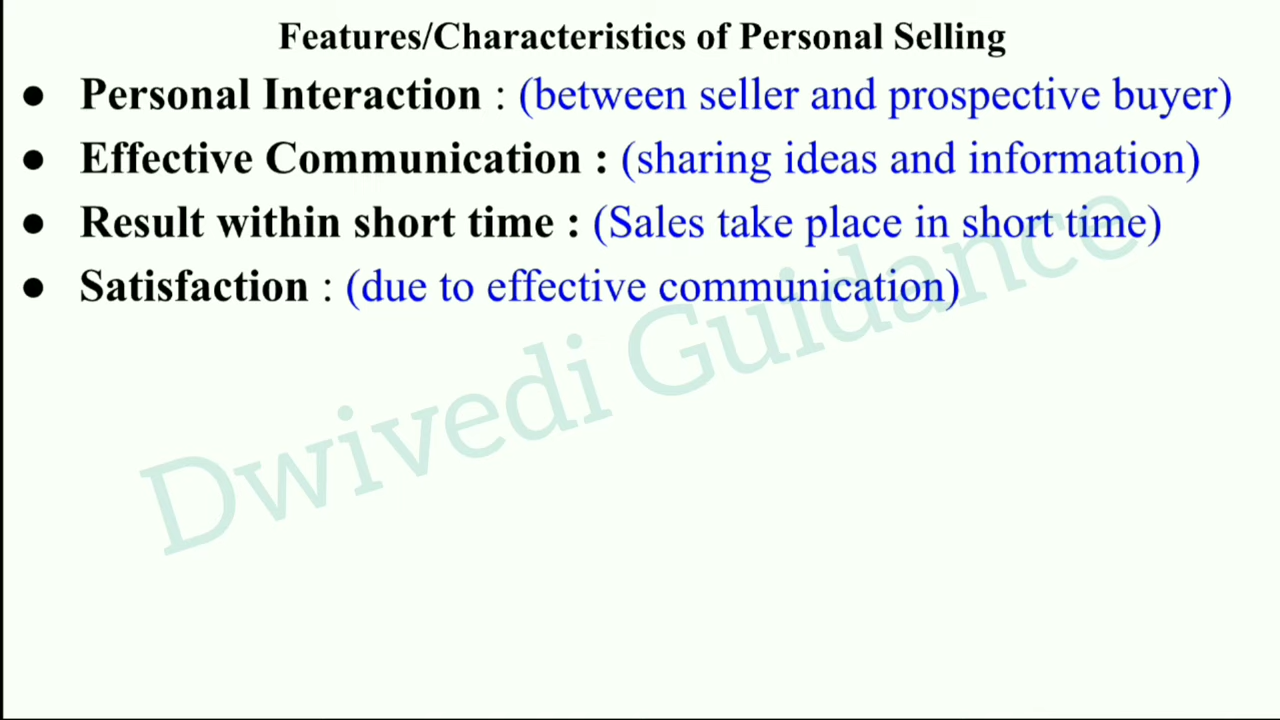 Features/Characteristics of Personal Selling
● Personal Interaction : (between seller and prospective buyer)
● Effective Communication : (sharing ideas and information)
● Result within short time : (Sales take place in short time)
● Satisfaction : (due to effective communication)
Dwivedi Guidance